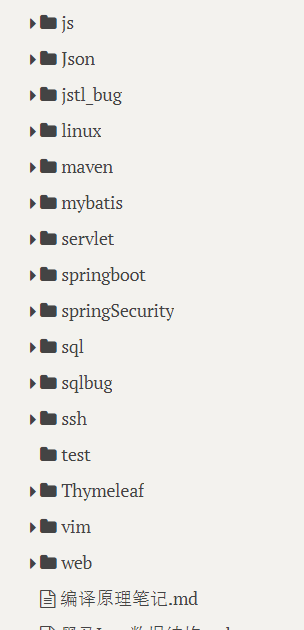 js
Json
jstl_bug
linux
maven
mybatis
servlet
springboot
springSecurity
sql
sqlbug
ssh
test
Thymeleaf
vim
web
编译原理笔记.md